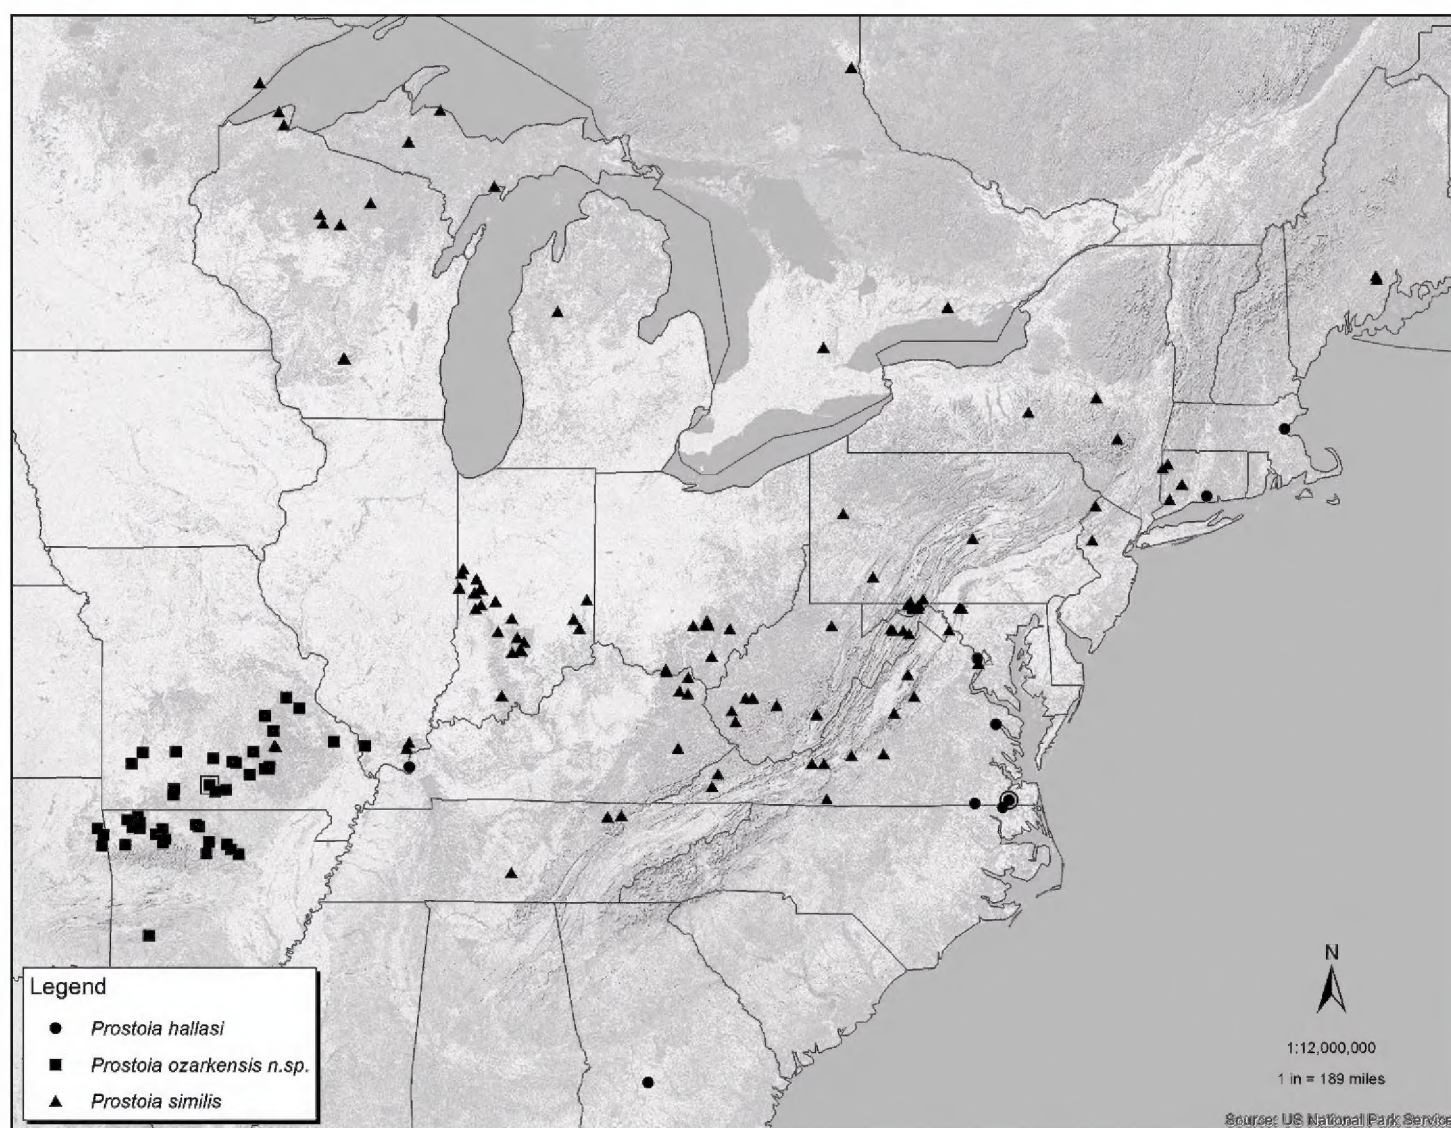 Legend
Prostoia hallasi
Prostoia ozarkensis n.sp.
Prostoia similis
N
1:12,000,000
1 in = 189 miles
Source: US National Park Service